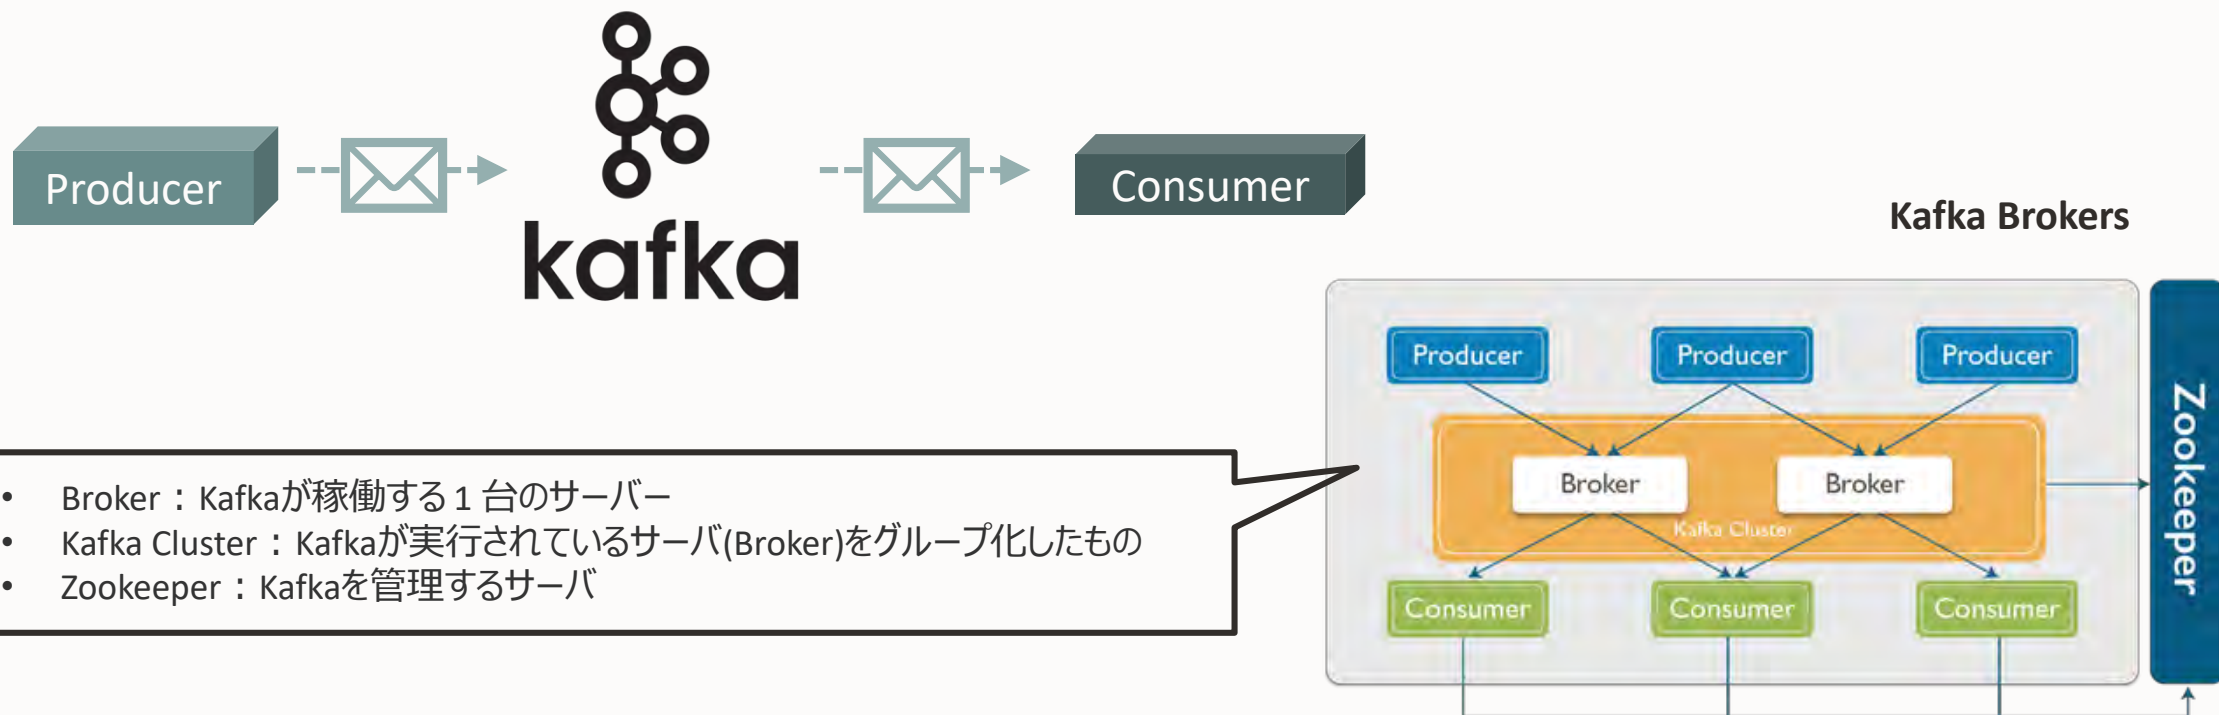 Producer
kafka
Consumer
Kafka Brokers
• Broker：Kafkaが稼働する１台のサーバー
• Kafka Cluster：Kafkaが実行されているサーバ(Broker)をグループ化したもの
• Zookeeper：Kafkaを管理するサーバ
Producer Producer Producer
Broker Broker
Kafka Cluster
Consumer Consumer Consumer
Zookeeper